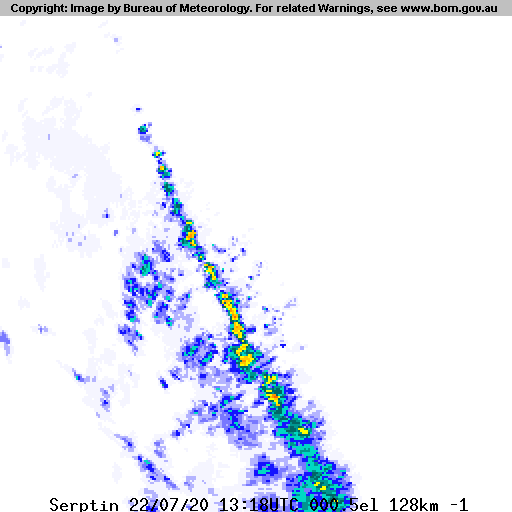 Copyright: Image by Bureau of Meteorology. For related Warnings, see www.bom.gov.au
Serptin 22/07/20 13:18UTC 000.5el 128km -1